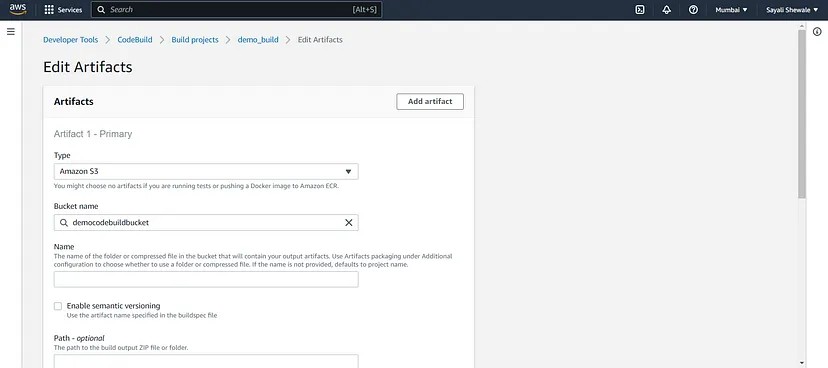 aws Services Search [Alt+S] Mumbai Sayali Shewale
Developer Tools CodeBuild Build projects demo_build Edit Artifacts
Edit Artifacts
Artifacts Add artifact
Artifact 1 - Primary
Type
Amazon S3
You might choose no artifacts if you are running tests or pushing a Docker image to Amazon ECR.
Bucket name
democodebuildbucket
Name
The name of the folder or compressed file in the bucket that will contain your output artifacts. Use Artifacts packaging under Additional
configuration to choose whether to use a folder or compressed file. If the name is not provided, defaults to project name.
Enable semantic versioning
Use the artifact name specified in the buildspec file
Path - optional
The path to the build output ZIP file or folder.